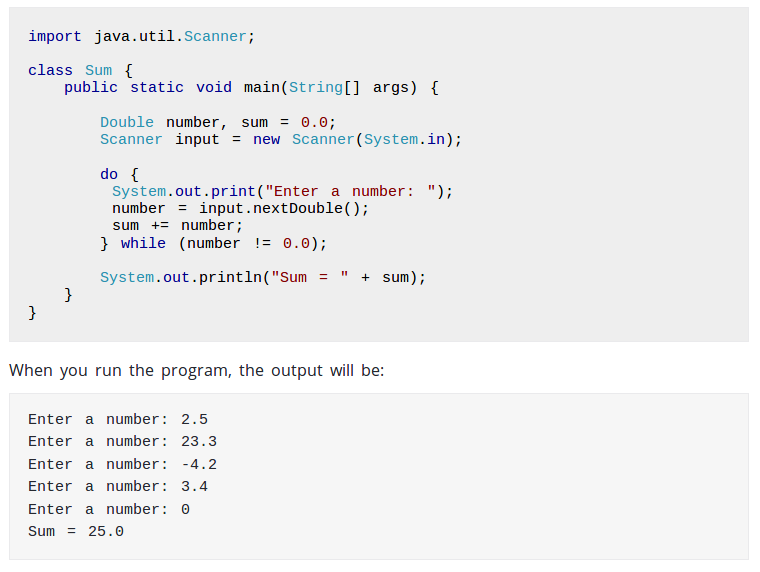 import java.util.Scanner;
class Sum {
public static void main(String[] args) {
Double number, sum = 0.0;
Scanner input = new Scanner(System.in);
do {
System.out.print("Enter a number: ");
number = input.nextDouble();
sum += number;
} while (number != 0.0);
System.out.println("Sum = " + sum);
}
}
When you run the program, the output will be:
Enter a number: 2.5
Enter a number: 23.3
Enter a number: -4.2
Enter a number: 3.4
Enter a number: 0
Sum = 25.0